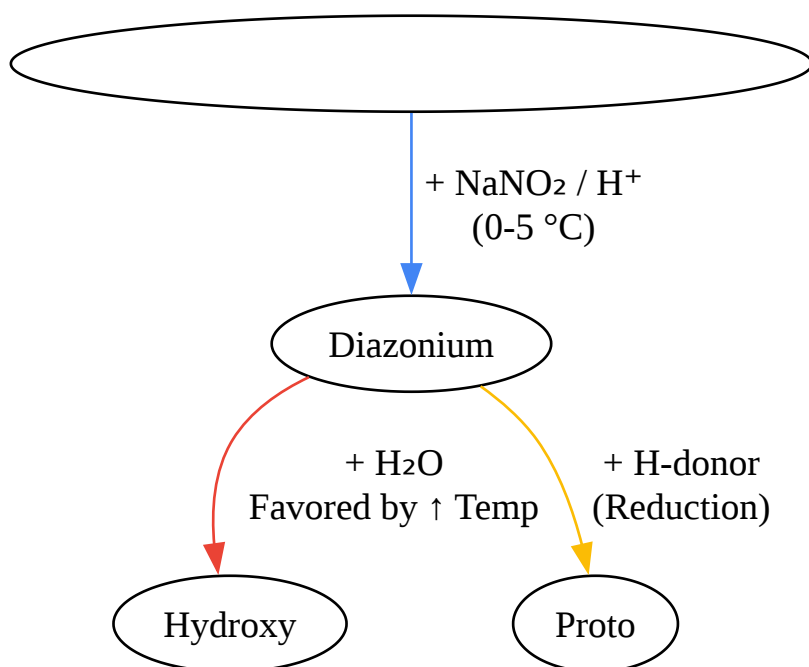 + NaNO₂ / H⁺
(0-5 °C)
Diazonium
+ H₂O
Favored by ↑ Temp
+ H-donor
(Reduction)
Hydroxy
Proto